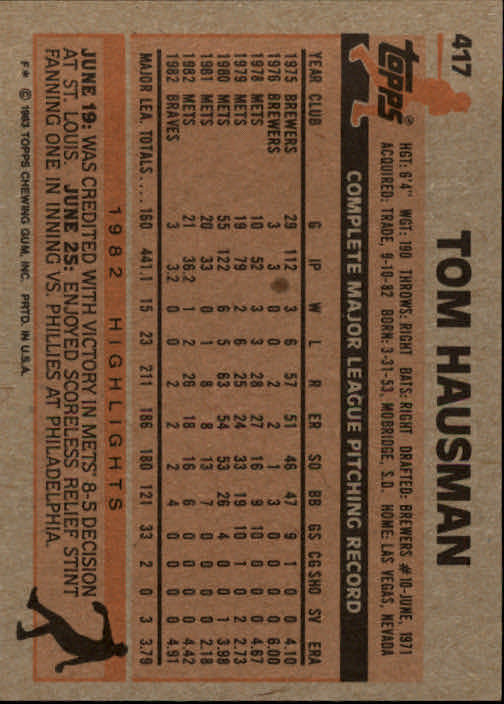 417
TOM HAUSMAN
topps®
HGT: 6'4" WGT: 190 THROWS: RIGHT BATS: RIGHT DRAFTED: BREWERS #10-JUNE, 1971
ACQUIRED: TRADE, 9-10-82 BORN: 3-31-53, MOBRIDGE, S.D. HOME: LAS VEGAS, NEVADA
COMPLETE MAJOR LEAGUE PITCHING RECORD
YEAR CLUB G IP W L R ER SO BB GS CG SHO SV ERA
1975 BREWERS 29 112 3 6 57 51 46 47 9 1 0 0 4.10
1976 BREWERS 3 3 0 0 2 2 1 3 0 0 0 0 6.00
1978 METS 10 52 3 3 28 27 16 9 10 0 0 0 4.67
1979 METS 19 79 2 6 25 24 33 19 10 1 0 2 2.73
1980 METS 55 122 6 5 63 54 53 26 4 0 0 1 3.98
1981 METS 20 33 0 1 8 8 13 7 0 0 0 0 2.18
1982 METS 21 36.2 1 2 26 18 16 6 0 0 0 0 4.42
1982 BRAVES 3 3.2 0 0 2 2 2 4 0 0 0 0 4.91
MAJOR LEA. TOTALS . . . 160 441.1 15 23 211 186 180 121 33 2 0 3 3.79
1982 HIGHLIGHTS
JUNE 19: WAS CREDITED WITH VICTORY IN METS' 8-5 DECISION
AT ST. LOUIS. JUNE 25: ENJOYED SCORELESS RELIEF STINT
FANNING ONE IN INNING VS. PHILLIES AT PHILADELPHIA.
F* © 1983 TOPPS CHEWING GUM, INC. PRTD. IN U.S.A.